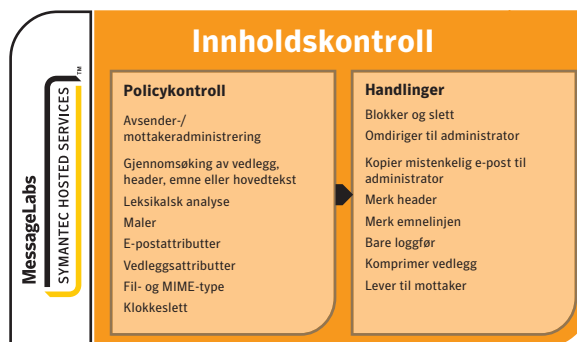 MessageLabs
SYMANTEC HOSTED SERVICES
TM
Innholdskontroll
Policykontroll
Avsender-/
mottakeradministrering
Gjennomsøking av vedlegg,
header, emne eller hovedtekst
Leksikalsk analyse
Maler
E-postattributter
Vedleggsattributter
Fil- og MIME-type
Klokkeslett
Handlinger
Blokker og slett
Omdiriger til administrator
Kopier mistenkelig e-post til
administrator
Merk header
Merk emnelinjen
Bare loggfør
Komprimer vedlegg
Lever til mottaker